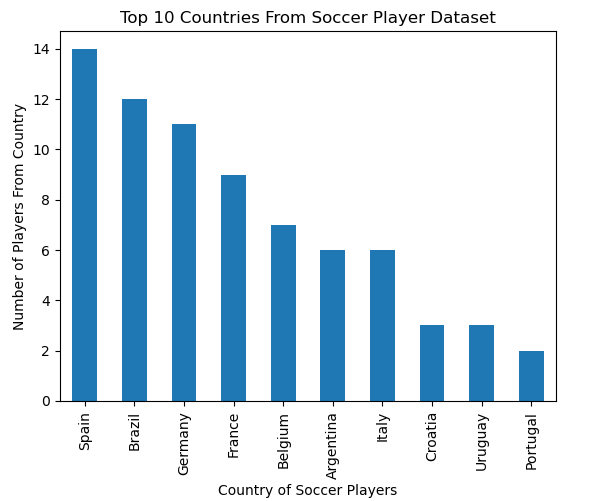 Top 10 Countries From Soccer Player Dataset
Number of Players From Country
14
12
10
8
6
4
2
0
Spain
Brazil
Germany
France
Belgium
Argentina
Italy
Croatia
Uruguay
Portugal
Country of Soccer Players